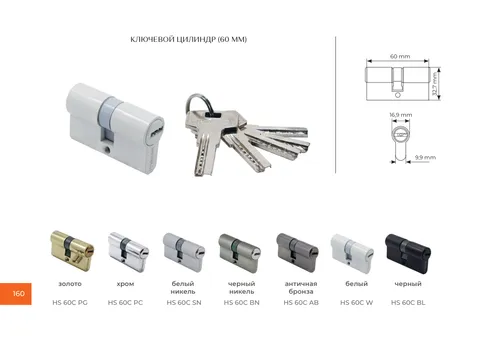 КЛЮЧЕВОЙ ЦИЛИНДР (60 ММ)
60 mm
32,7 mm
16,9 mm
9,9 mm
золото
HS 60C PG
хром
HS 60C PC
белый
никель
HS 60C SN
черный
никель
HS 60C BN
античная
бронза
HS 60C AB
белый
HS 60C W
черный
HS 60C BL
160